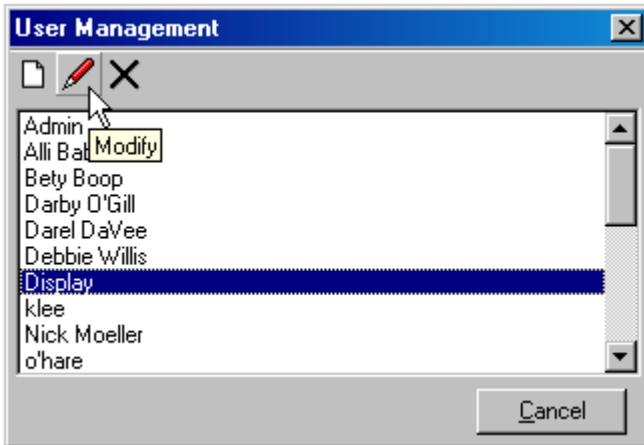 User Management
Admin
Modify
Alli Bab
Bety Boop
Darby O'Gill
Darel DaVee
Debbie Willis
Display
klee
Nick Moeller
o'hare
Cancel